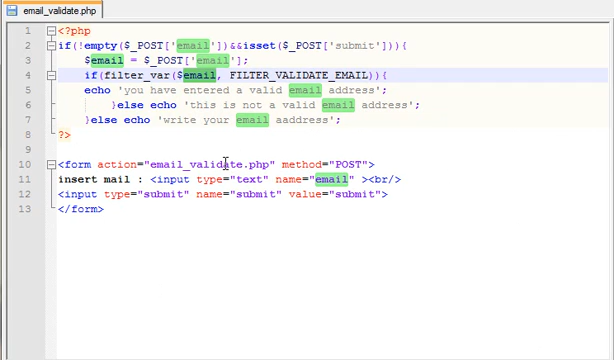 email_validate.php
1 <?php
2 if(!empty($_POST['email'])&&isset($_POST['submit'])){
3 $email = $_POST['email'];
4 if(filter_var($email, FILTER_VALIDATE_EMAIL)){
5 echo 'you have entered a valid email address';
6 }else echo 'this is not a valid email address';
7 }else echo 'write your email aaddress';
8 ?>
9
10 <form action="email_validate.php" method="POST">
11 insert mail : <input type="text" name="email" ><br/>
12 <input type="submit" name="submit" value="submit">
13 </form>